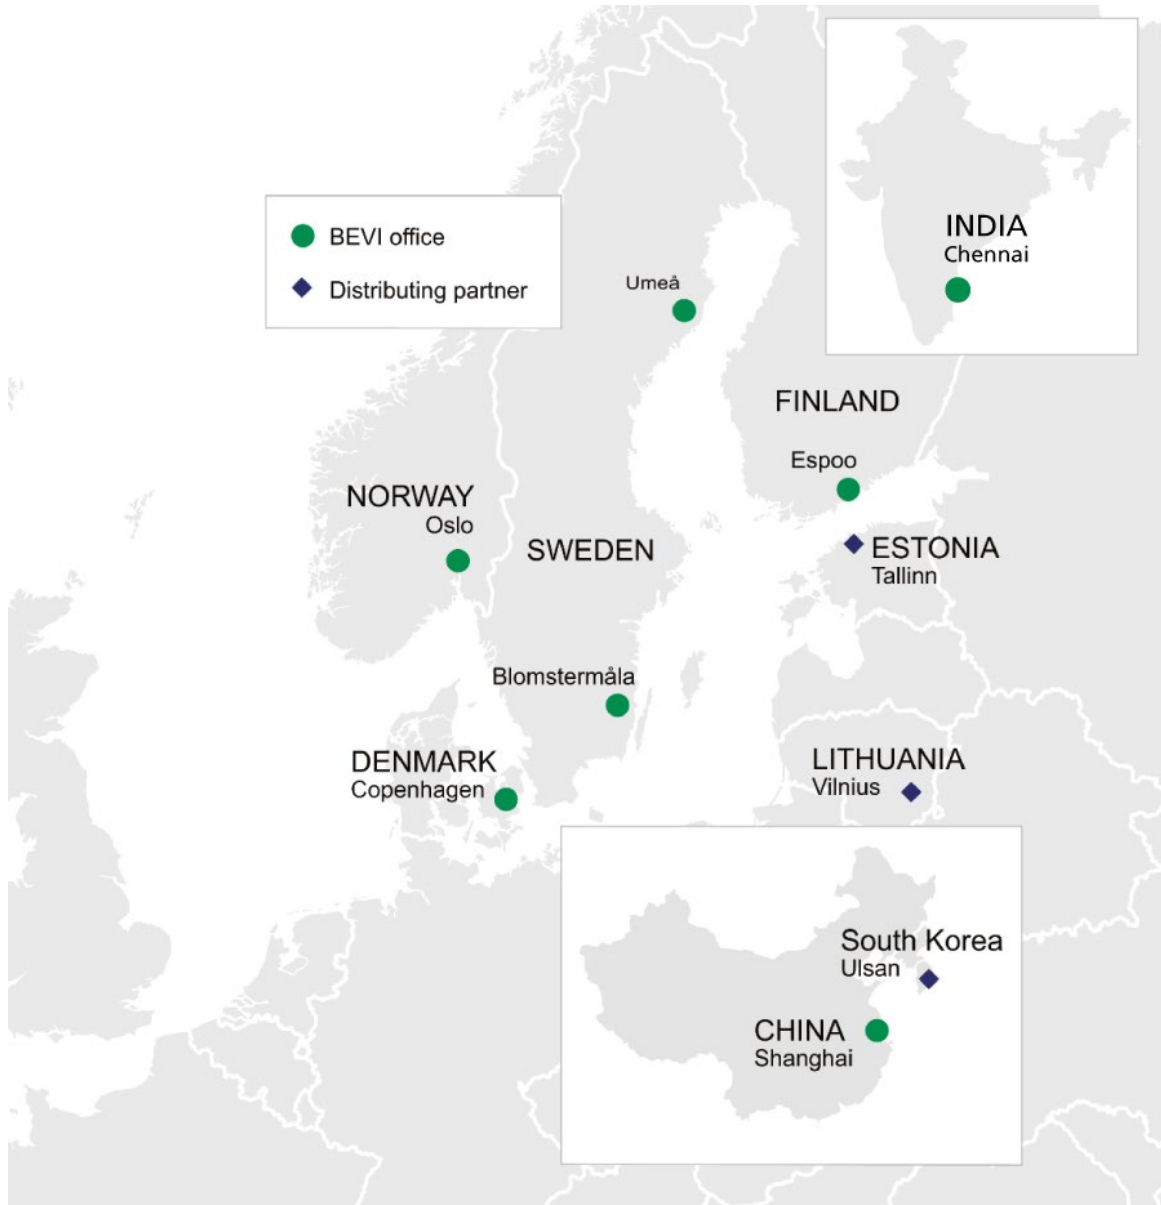 BEVI office
Distributing partner
INDIA
Chennai
Umeå
FINLAND
Espoo
NORWAY
Oslo
SWEDEN
ESTONIA
Tallinn
Blomstermåla
DENMARK
Copenhagen
LITHUANIA
Vilnius
South Korea
Ulsan
CHINA
Shanghai